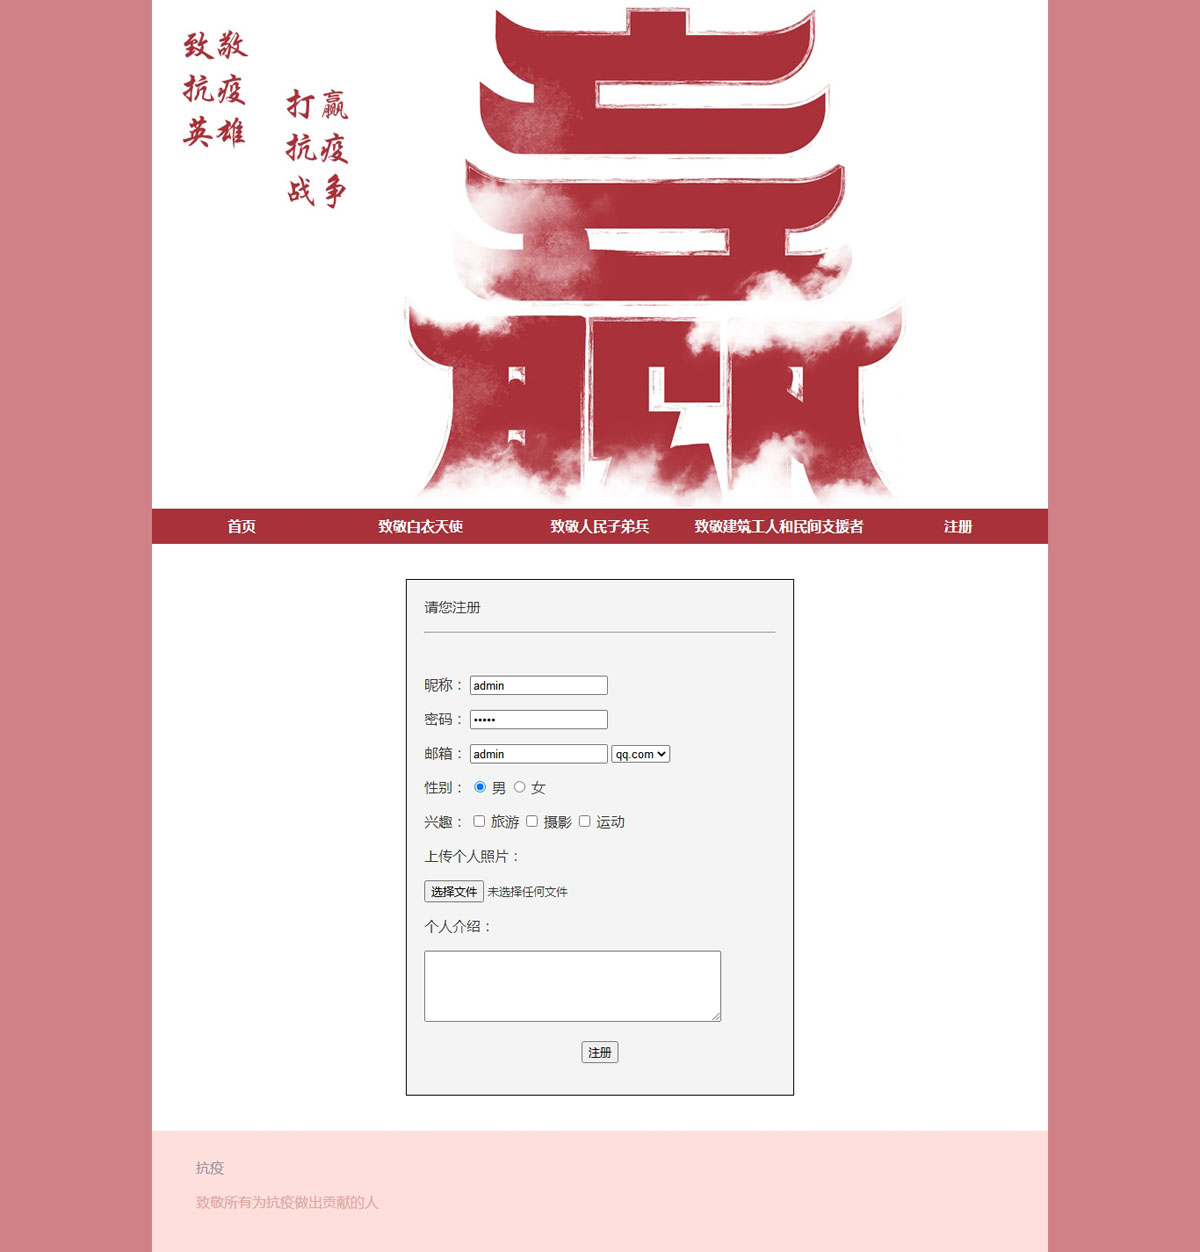 致敬
抗疫
英雄
打赢
抗疫
战争
赢
首页 致敬白衣天使 致敬人民子弟兵 致敬建筑工人和民间支援者 注册
请您注册
昵称： admin
密码： •••••
邮箱： admin qq.com
性别： 男 女
兴趣： 旅游 摄影 运动
上传个人照片：
选择文件 未选择任何文件
个人介绍：
注册
抗疫
致敬所有为抗疫做出贡献的人